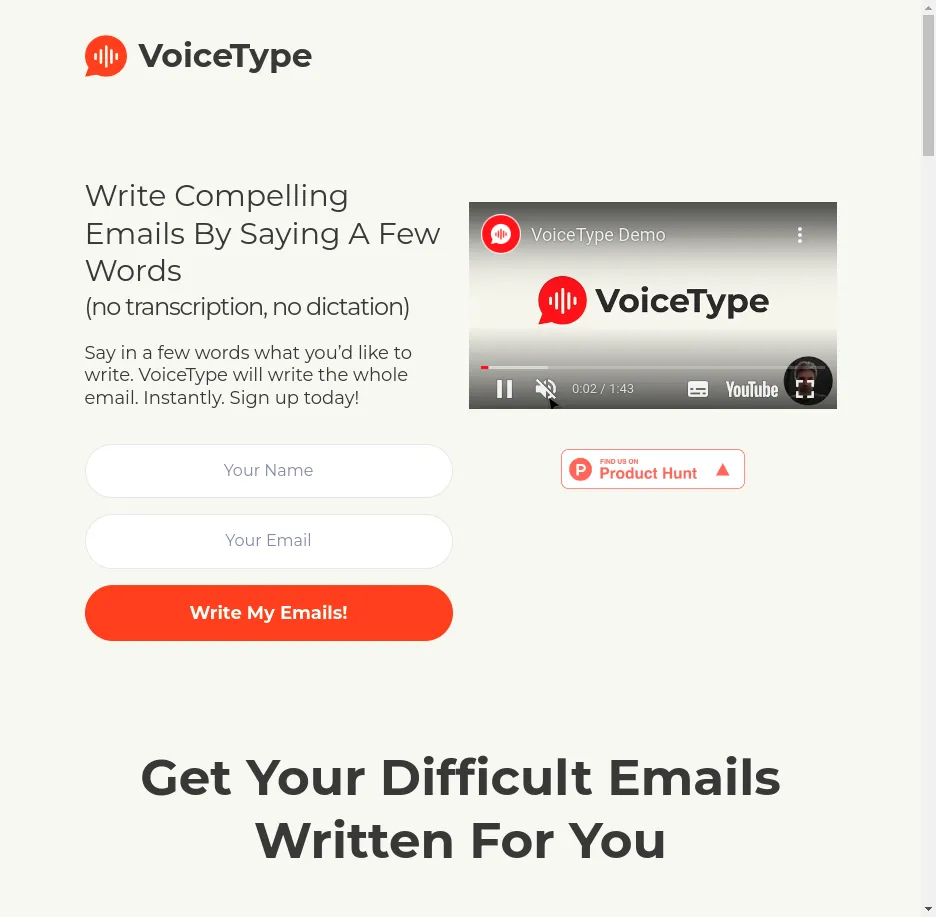 VoiceType
Write Compelling
Emails By Saying A Few
Words
(no transcription, no dictation)
Say in a few words what you’d like to
write. VoiceType will write the whole
email. Instantly. Sign up today!
Your Name
Your Email
Write My Emails!
VoiceType Demo
VoiceType
0:02 / 1:43
YouTube
FIND US ON
P
Product Hunt
Get Your Difficult Emails
Written For You